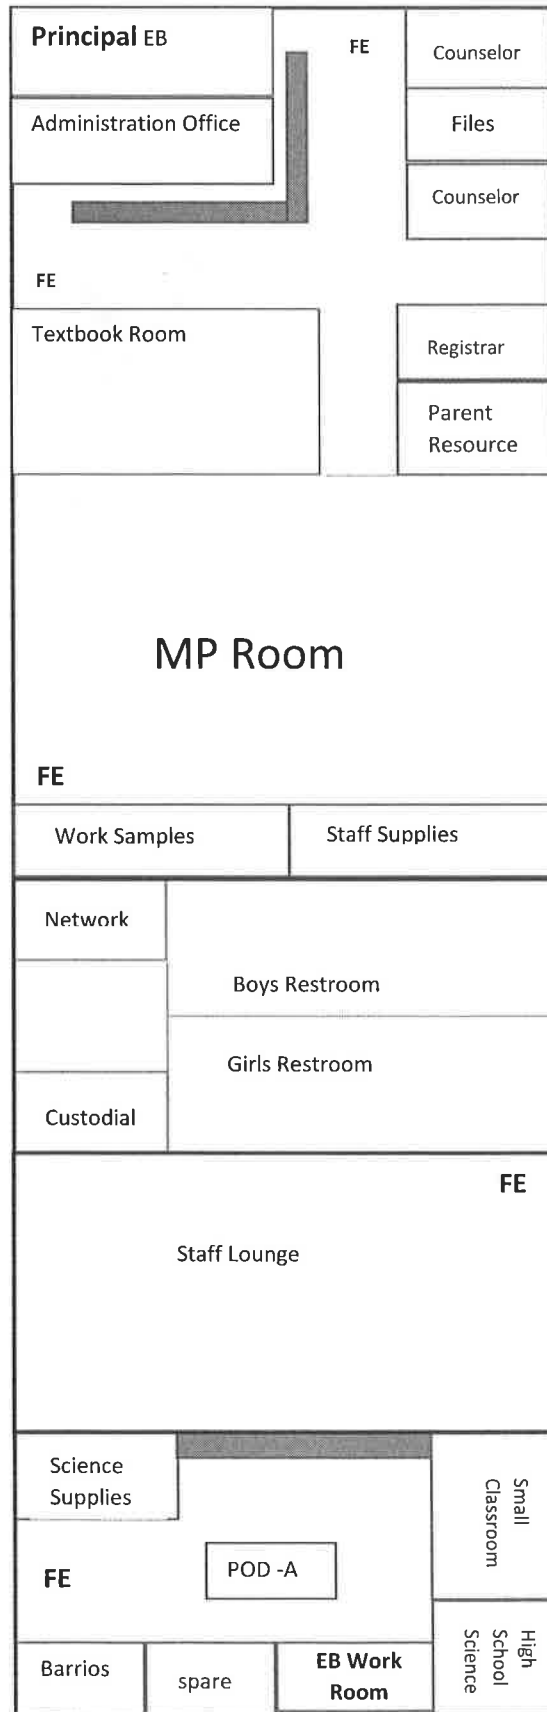 Principal EB
FE
Counselor
Administration Office
Files
Counselor
FE
Textbook Room
Registrar
Parent
Resource
MP Room
FE
Work Samples
Staff Supplies
Network
Boys Restroom
Girls Restroom
Custodial
FE
Staff Lounge
Science
Supplies
Small
Classroom
FE
POD -A
High
School
Science
Barrios
spare
EB Work
Room